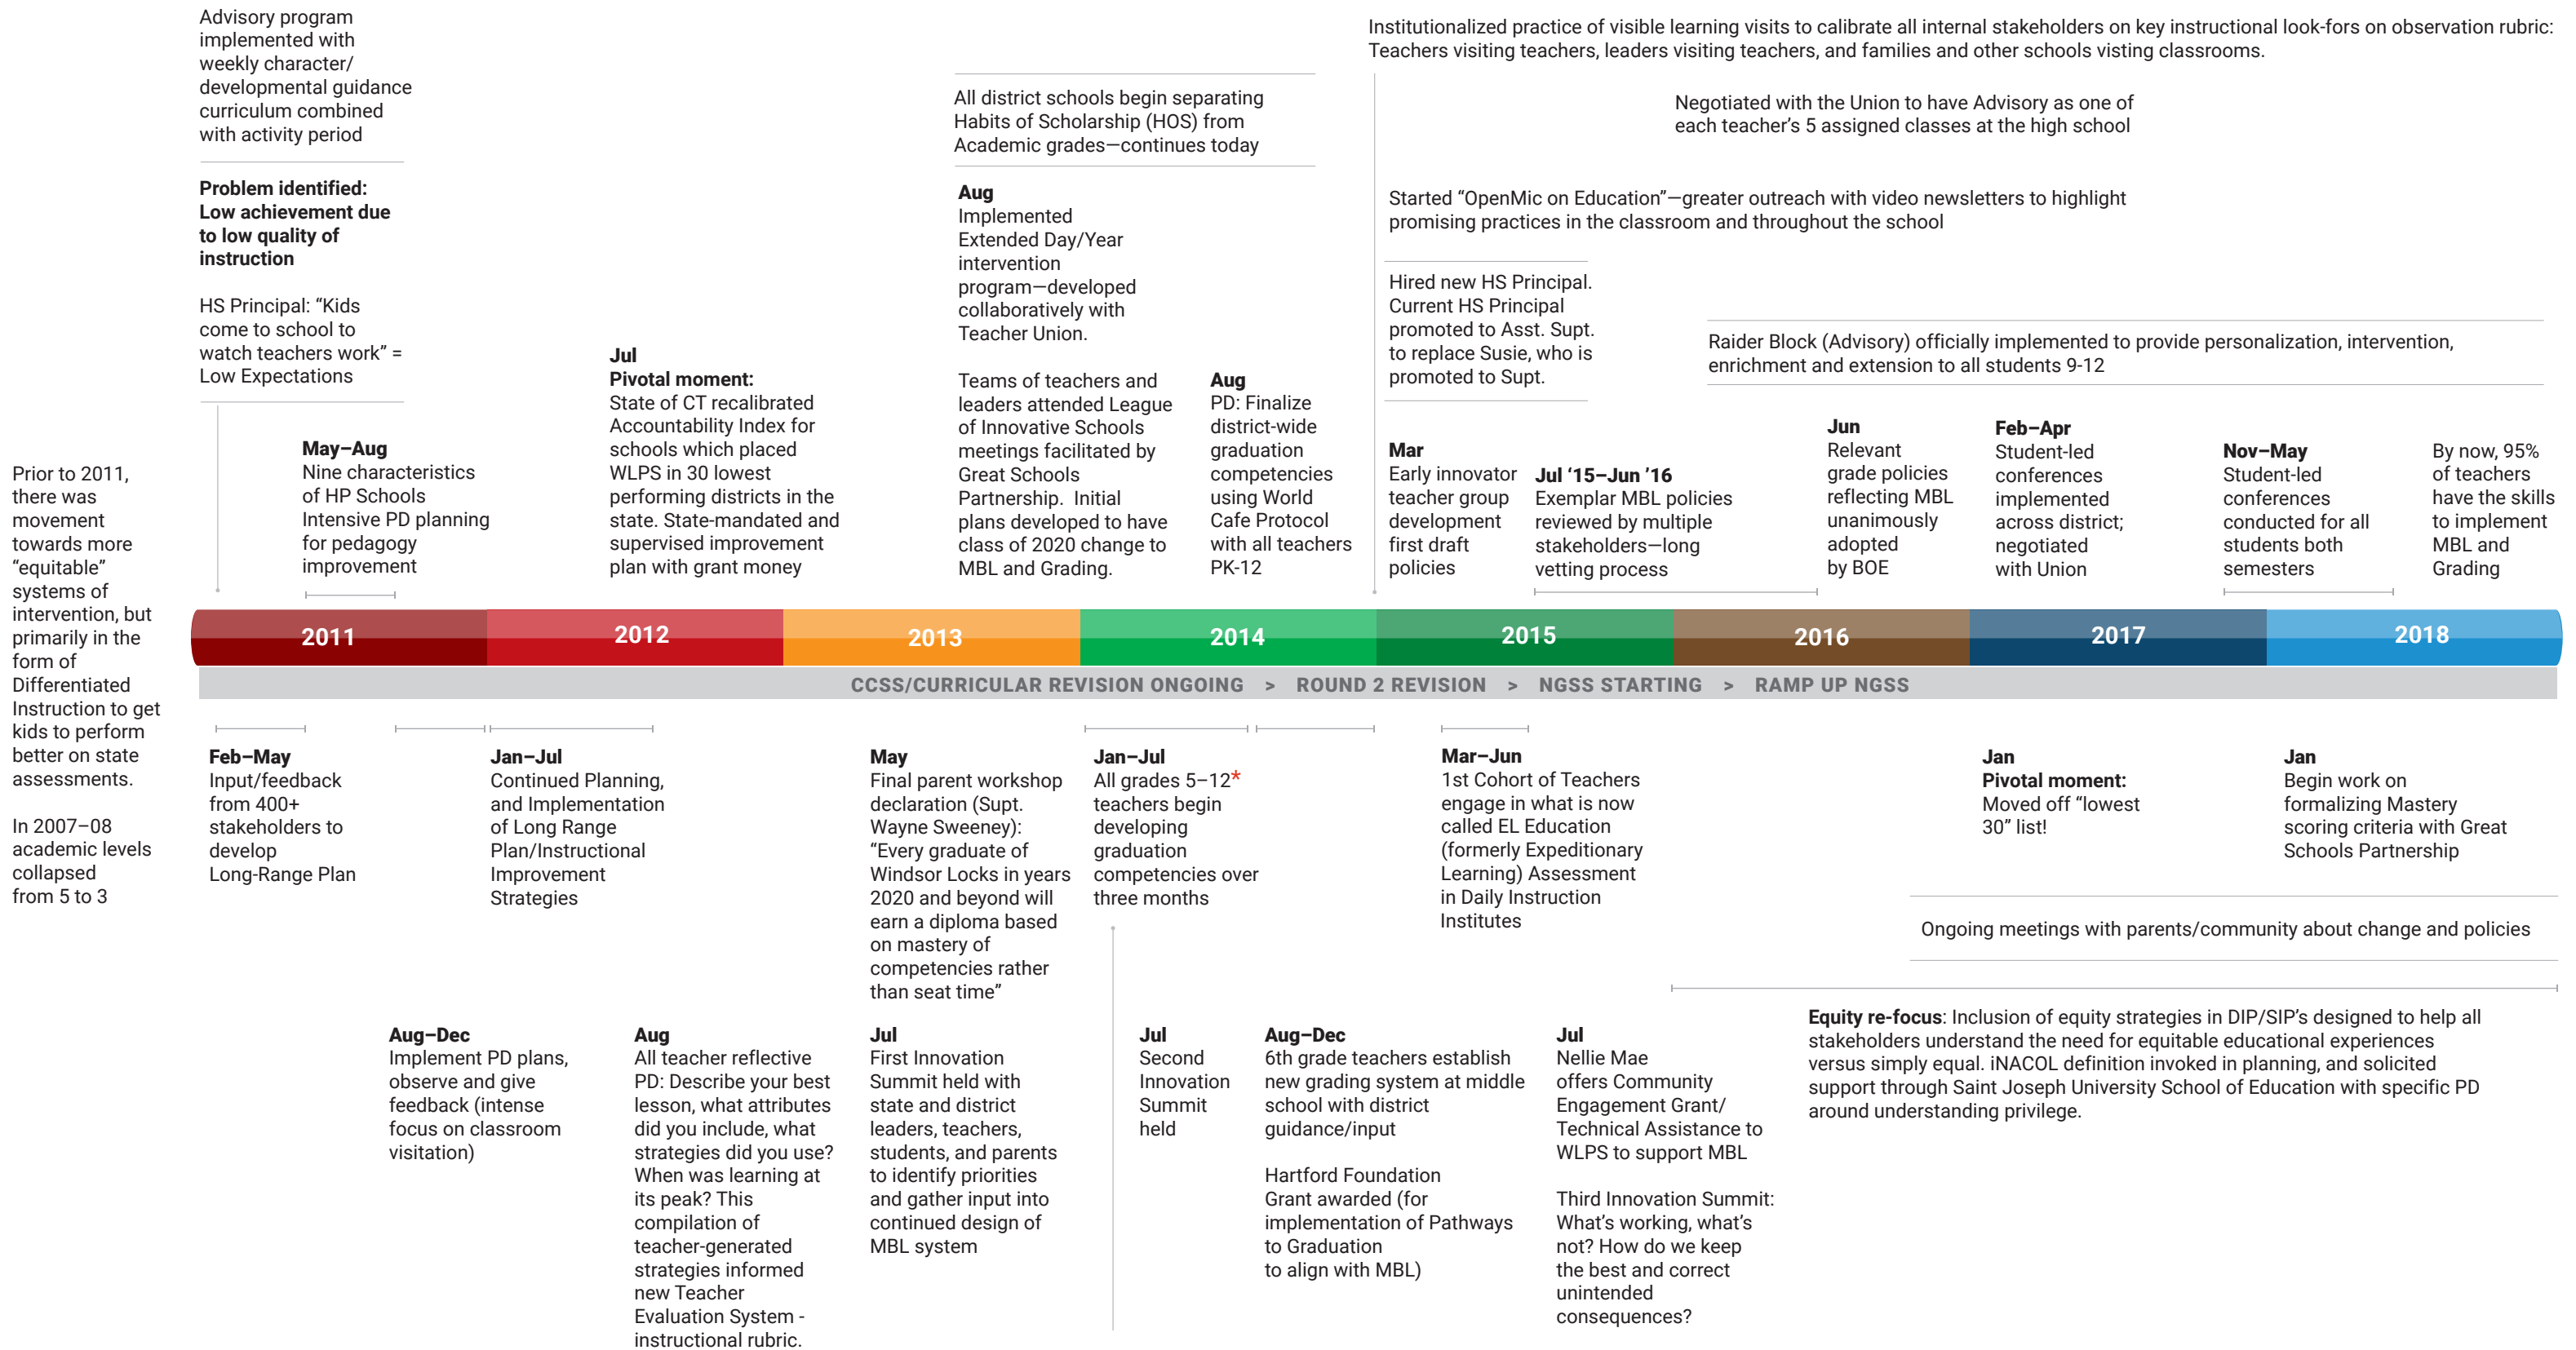 Advisory program
implemented with
weekly character/
developmental guidance
curriculum combined
with activity period
Problem identified:
Low achievement due
to low quality of
instruction
HS Principal: “Kids
come to school to
watch teachers work” =
Low Expectations
Prior to 2011,
there was
movement
towards more
“equitable”
systems of
intervention, but
primarily in the
form of
Differentiated
Instruction to get
kids to perform
better on state
assessments.
In 2007–08
academic levels
collapsed
from 5 to 3
May–Aug
Nine characteristics
of HP Schools
Intensive PD planning
for pedagogy
improvement
Jul
Pivotal moment:
State of CT recalibrated
Accountability Index for
schools which placed
WLPS in 30 lowest
performing districts in the
state. State-mandated and
supervised improvement
plan with grant money
All district schools begin separating
Habits of Scholarship (HOS) from
Academic grades—continues today
Aug
Implemented
Extended Day/Year
intervention
program—developed
collaboratively with
Teacher Union.
Teams of teachers and
leaders attended League
of Innovative Schools
meetings facilitated by
Great Schools
Partnership.  Initial
plans developed to have
class of 2020 change to
MBL and Grading.
Aug
PD: Finalize
district-wide
graduation
competencies
using World
Cafe Protocol
with all teachers
PK-12
Institutionalized practice of visible learning visits to calibrate all internal stakeholders on key instructional look-fors on observation rubric:
Teachers visiting teachers, leaders visiting teachers, and families and other schools visting classrooms.
Negotiated with the Union to have Advisory as one of
each teacher’s 5 assigned classes at the high school
Started “OpenMic on Education”—greater outreach with video newsletters to highlight
promising practices in the classroom and throughout the school
Hired new HS Principal.
Current HS Principal
promoted to Asst. Supt.
to replace Susie, who is
promoted to Supt.
Raider Block (Advisory) officially implemented to provide personalization, intervention,
enrichment and extension to all students 9-12
Mar
Early innovator
teacher group
development
first draft
policies
Jul ‘15–Jun ’16
Exemplar MBL policies
reviewed by multiple
stakeholders—long
vetting process
Jun
Relevant
grade policies
reflecting MBL
unanimously
adopted
by BOE
Feb–Apr
Student-led
conferences
implemented
across district;
negotiated
with Union
Nov–May
Student-led
conferences
conducted for all
students both
semesters
By now, 95%
of teachers
have the skills
to implement
MBL and
Grading
2011 2012 2013 2014 2015 2016 2017 2018
CCSS/CURRICULAR REVISION ONGOING > ROUND 2 REVISION > NGSS STARTING > RAMP UP NGSS
Feb–May
Input/feedback
from 400+
stakeholders to
develop
Long-Range Plan
Jan–Jul
Continued Planning,
and Implementation
of Long Range
Plan/Instructional
Improvement
Strategies
May
Final parent workshop
declaration (Supt.
Wayne Sweeney):
“Every graduate of
Windsor Locks in years
2020 and beyond will
earn a diploma based
on mastery of
competencies rather
than seat time”
Jan–Jul
All grades 5–12*
teachers begin
developing
graduation
competencies over
three months
Mar–Jun
1st Cohort of Teachers
engage in what is now
called EL Education
(formerly Expeditionary
Learning) Assessment
in Daily Instruction
Institutes
Jan
Pivotal moment:
Moved off “lowest
30” list!
Jan
Begin work on
formalizing Mastery
scoring criteria with Great
Schools Partnership
Ongoing meetings with parents/community about change and policies
Aug–Dec
Implement PD plans,
observe and give
feedback (intense
focus on classroom
visitation)
Aug
All teacher reflective
PD: Describe your best
lesson, what attributes
did you include, what
strategies did you use?
When was learning at
its peak? This
compilation of
teacher-generated
strategies informed
new Teacher
Evaluation System -
instructional rubric.
Jul
First Innovation
Summit held with
state and district
leaders, teachers,
students, and parents
to identify priorities
and gather input into
continued design of
MBL system
Jul
Second
Innovation
Summit
held
Aug–Dec
6th grade teachers establish
new grading system at middle
school with district
guidance/input
Hartford Foundation
Grant awarded (for
implementation of Pathways
to Graduation
to align with MBL)
Jul
Nellie Mae
offers Community
Engagement Grant/
Technical Assistance to
WLPS to support MBL
Third Innovation Summit:
What’s working, what’s
not? How do we keep
the best and correct
unintended
consequences?
Equity re-focus: Inclusion of equity strategies in DIP/SIP’s designed to help all
stakeholders understand the need for equitable educational experiences
versus simply equal. iNACOL definition invoked in planning, and solicited
support through Saint Joseph University School of Education with specific PD
around understanding privilege.